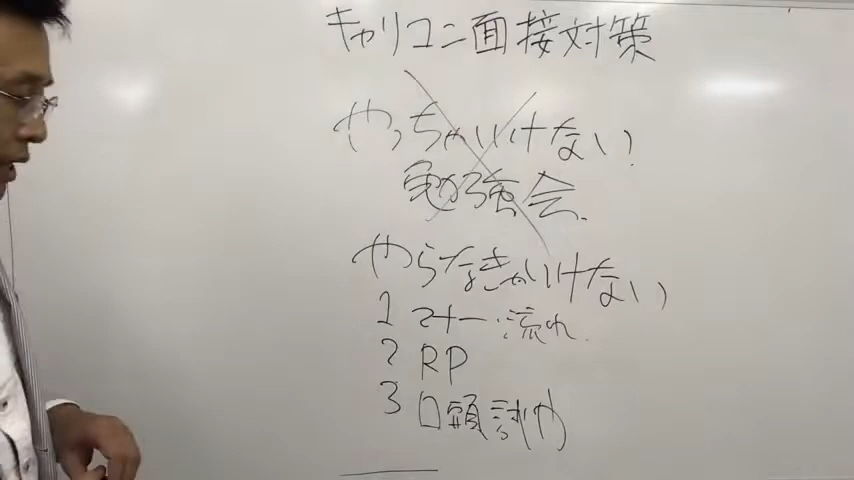 キャリコン面接対策
やっちゃいけない!
勉強会
やらなきゃいけない
1 マナー・流れ
2 RP
3 口頭試問